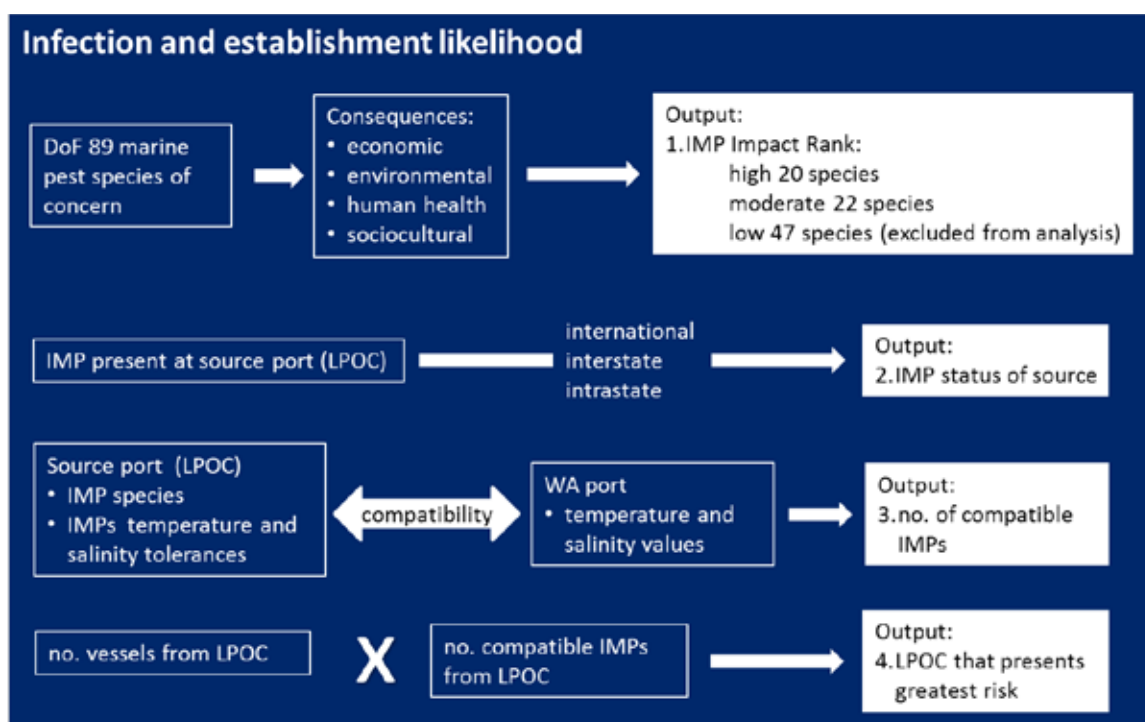 Infection and establishment likelihood
DoF 89 marine
pest species of
concern
Consequences:
• economic
• environmental
• human health
• sociocultural
Output:
1.IMP Impact Rank:
high 20 species
moderate 22 species
low 47 species (excluded from analysis)
IMP present at source port (LPOC)
international
interstate
intrastate
Output:
2.IMP status of source
Source port (LPOC)
• IMP species
• IMPs temperature and
salinity tolerances
compatibility
WA port
• temperature and
salinity values
Output:
3.no. of compatible
IMPs
no. vessels from LPOC
X
no. compatible IMPs
from LPOC
Output:
4.LPOC that presents
greatest risk